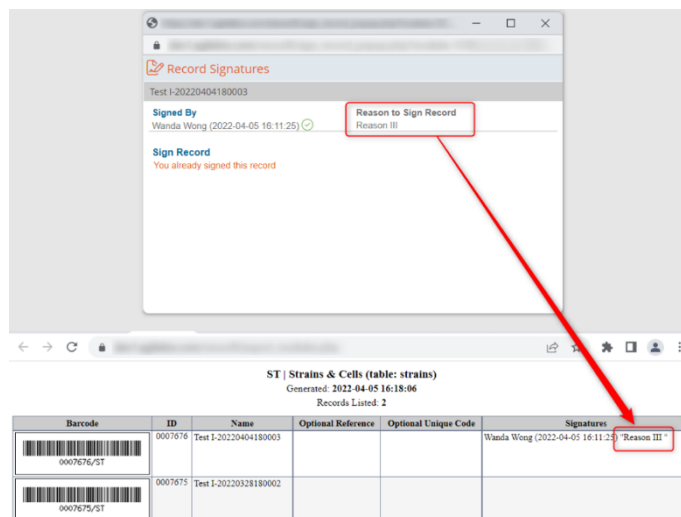 Record Signatures
Test I-20220404180003
Signed By
Reason to Sign Record
Wanda Wong (2022-04-05 16:11:25)
Reason III
Sign Record
You already signed this record
ST | Strains & Cells (table: strains)
Generated: 2022-04-05 16:18:06
Records Listed: 2
Barcode ID Name Optional Reference Optional Unique Code Signatures
0007676 Test I-20220404180003 Wanda Wong (2022-04-05 16:11:25) "Reason III "
0007676/ST
0007675 Test I-20220328180002
0007675/ST